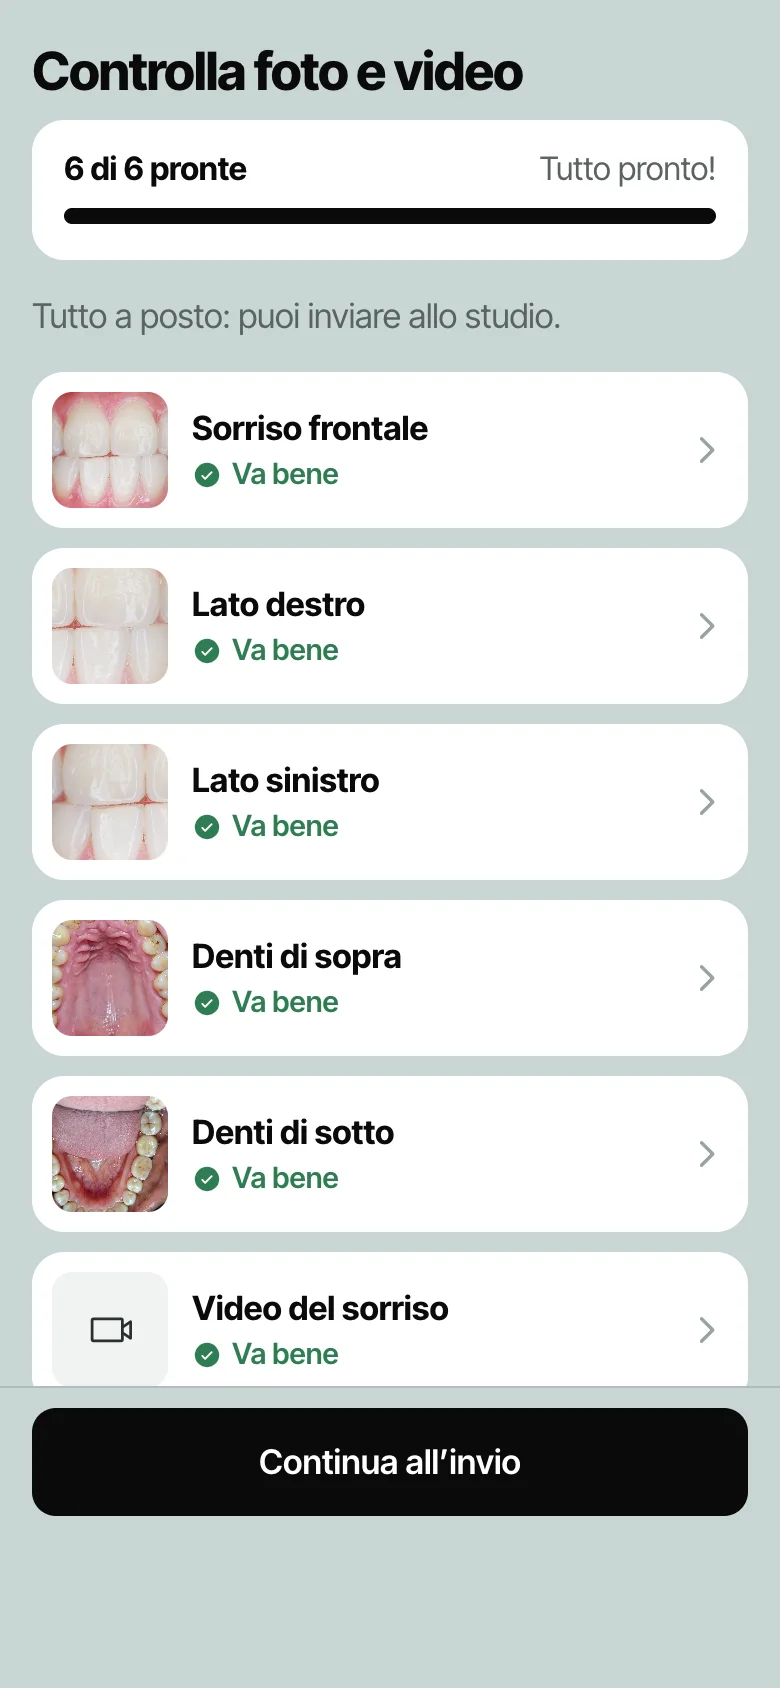 Controlla foto e video
6 di 6 pronte
Tutto pronto!
Tutto a posto: puoi inviare allo studio.
Sorriso frontale
Va bene
Lato destro
Va bene
Lato sinistro
Va bene
Denti di sopra
Va bene
Denti di sotto
Va bene
Video del sorriso
Va bene
Continua all’invio